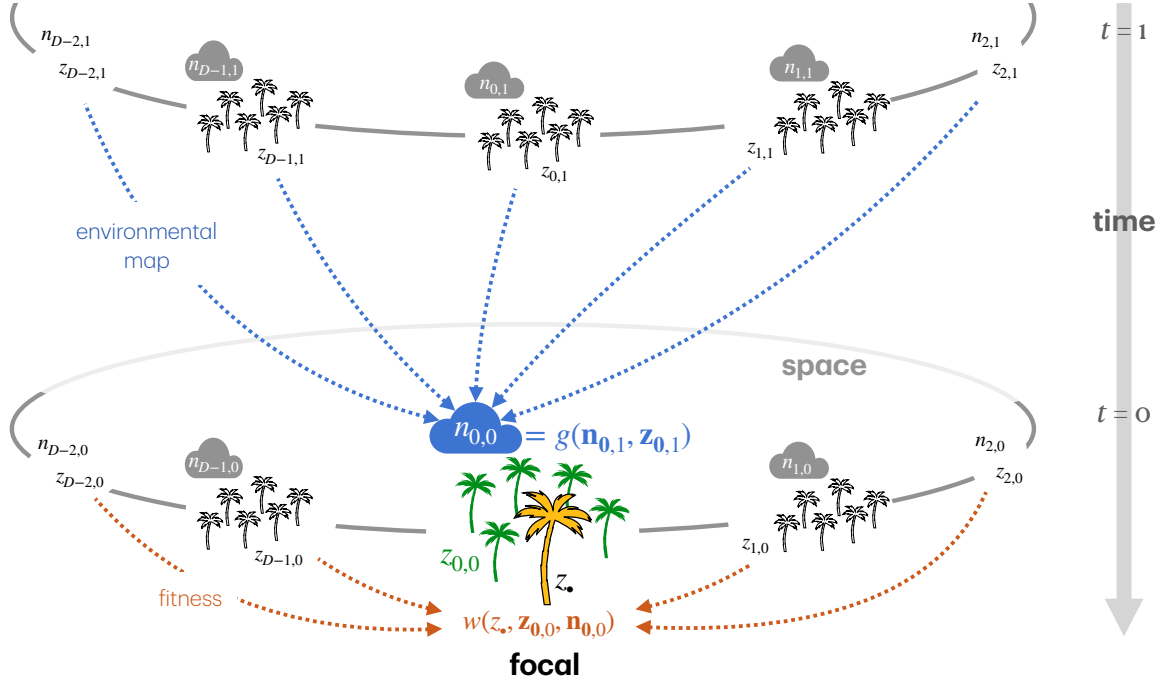 n_{D−2,1}
z_{D−2,1}
n_{D−1,1}
z_{D−1,1}
n_{0,1}
z_{0,1}
n_{1,1}
z_{1,1}
n_{2,1}
z_{2,1}
t = 1
time
environmental
map
space
t = 0
n_{0,0} = g(n_{0,1}, z_{0,1})
n_{D−2,0}
z_{D−2,0}
n_{D−1,0}
z_{D−1,0}
z_{0,0}
z_•
n_{1,0}
z_{1,0}
n_{2,0}
z_{2,0}
fitness
w(z_•, z_{0,0}, n_{0,0})
focal